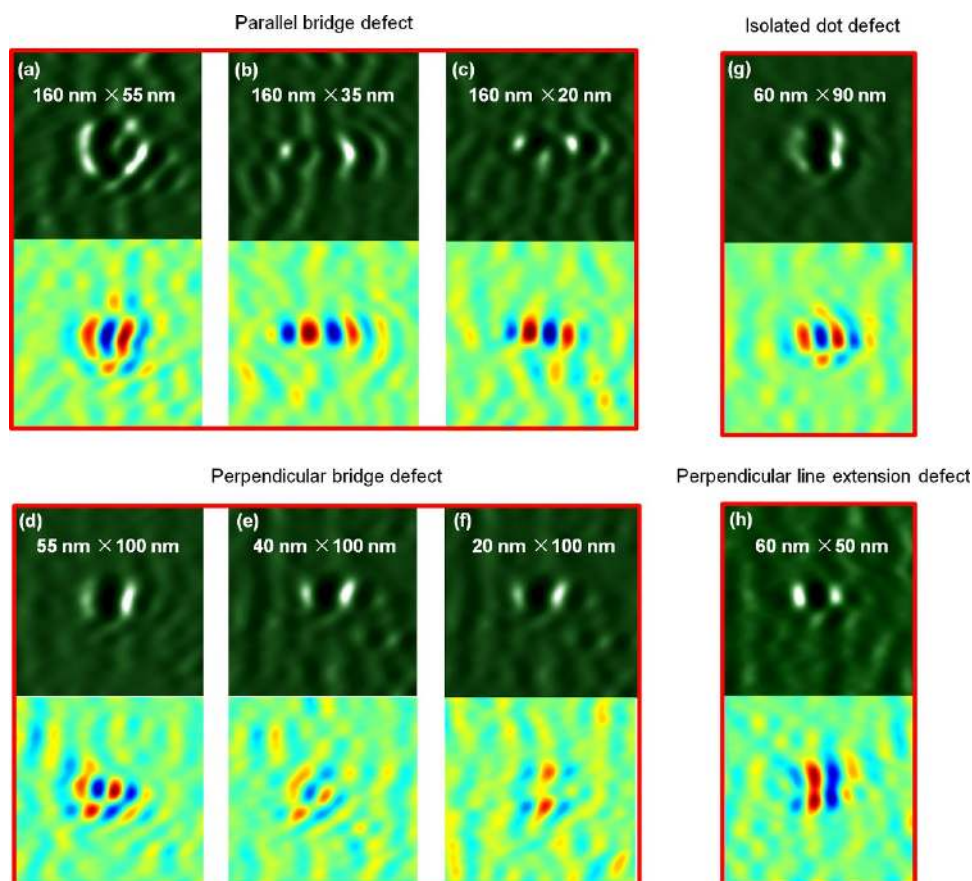 Parallel bridge defect
Isolated dot defect
(a)
160 nm ×55 nm
(b)
160 nm ×35 nm
(c)
160 nm ×20 nm
(g)
60 nm ×90 nm
Perpendicular bridge defect
Perpendicular line extension defect
(d)
55 nm ×100 nm
(e)
40 nm ×100 nm
(f)
20 nm ×100 nm
(h)
60 nm ×50 nm